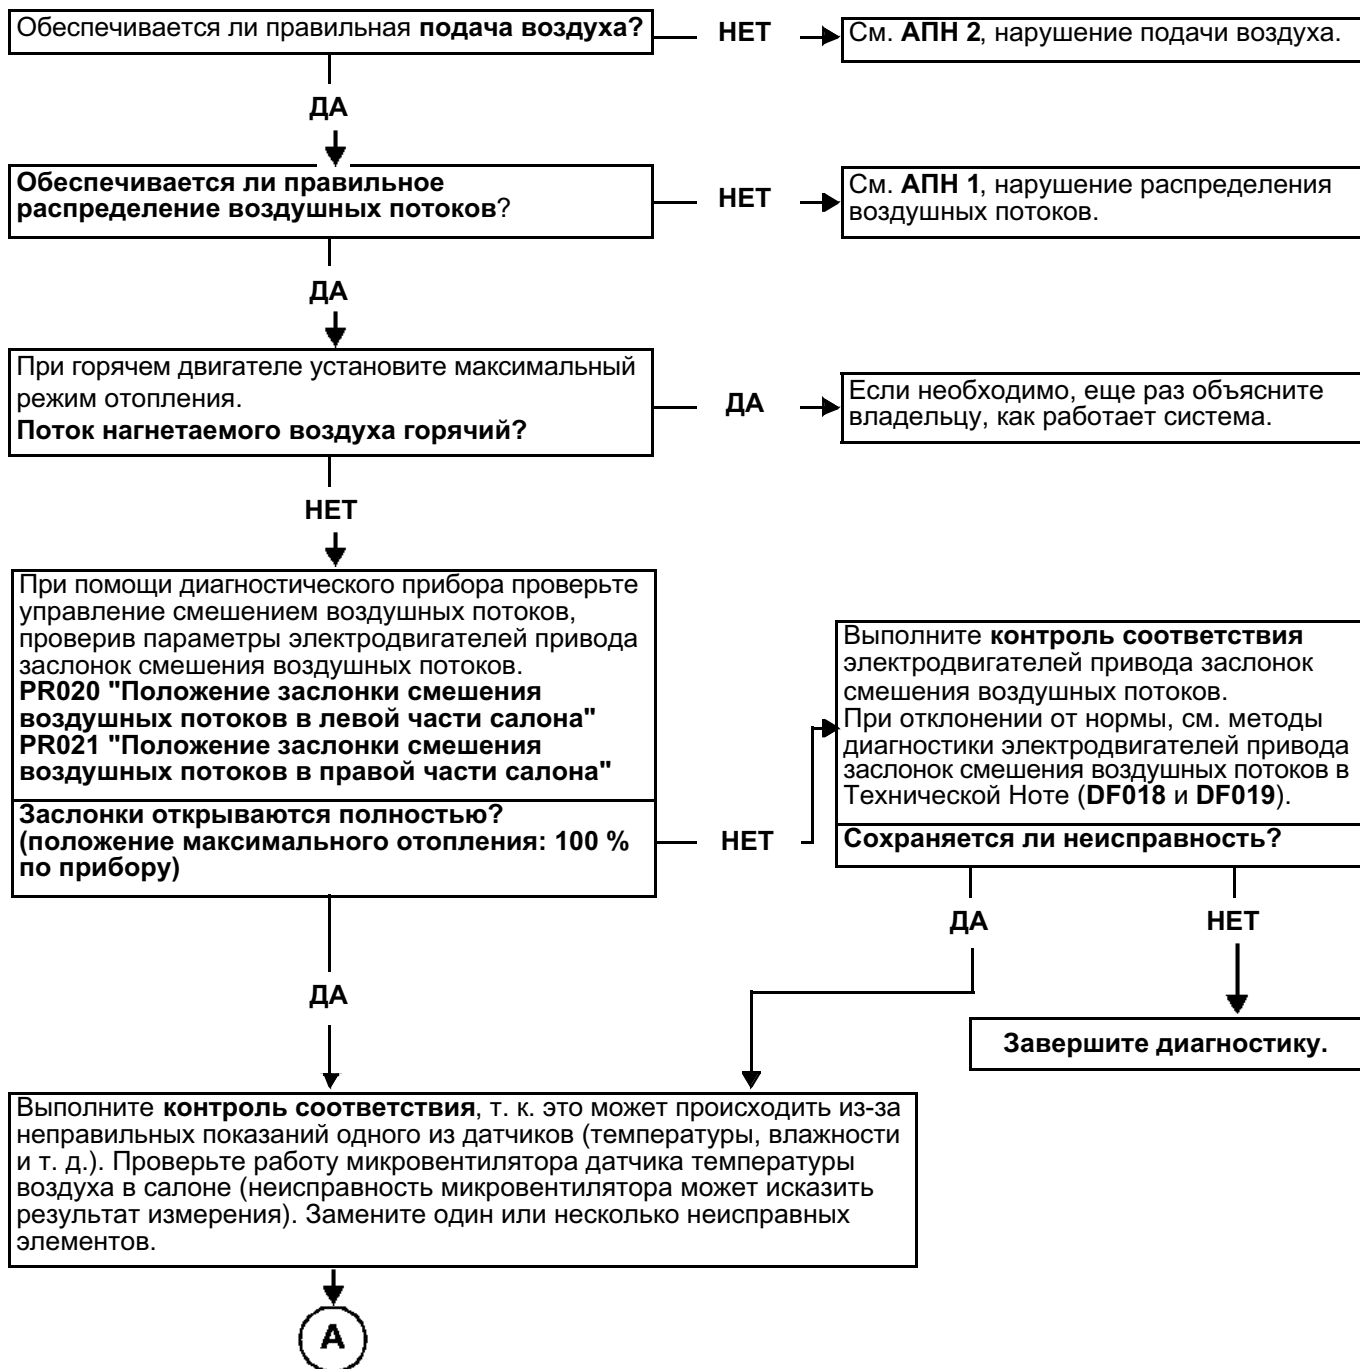 Обеспечивается ли правильная подача воздуха?
НЕТ
См. АПН 2, нарушение подачи воздуха.
ДА
Обеспечивается ли правильное
распределение воздушных потоков?
НЕТ
См. АПН 1, нарушение распределения
воздушных потоков.
ДА
При горячем двигателе установите максимальный
режим отопления.
Поток нагнетаемого воздуха горячий?
ДА
Если необходимо, еще раз объясните
владельцу, как работает система.
НЕТ
При помощи диагностического прибора проверьте
управление смешением воздушных потоков,
проверив параметры электродвигателей привода
заслонок смешения воздушных потоков.
PR020 "Положение заслонки смешения
воздушных потоков в левой части салона"
PR021 "Положение заслонки смешения
воздушных потоков в правой части салона"
Заслонки открываются полностью?
(положение максимального отопления: 100 %
по прибору)
НЕТ
Выполните контроль соответствия
электродвигателей привода заслонок
смешения воздушных потоков.
При отклонении от нормы, см. методы
диагностики электродвигателей привода
заслонок смешения воздушных потоков в
Технической Ноте (DF018 и DF019).
Сохраняется ли неисправность?
ДА
НЕТ
ДА
Завершите диагностику.
Выполните контроль соответствия, т. к. это может происходить из-за
неправильных показаний одного из датчиков (температуры, влажности
и т. д.). Проверьте работу микровентилятора датчика температуры
воздуха в салоне (неисправность микровентилятора может исказить
результат измерения). Замените один или несколько неисправных
элементов.
А